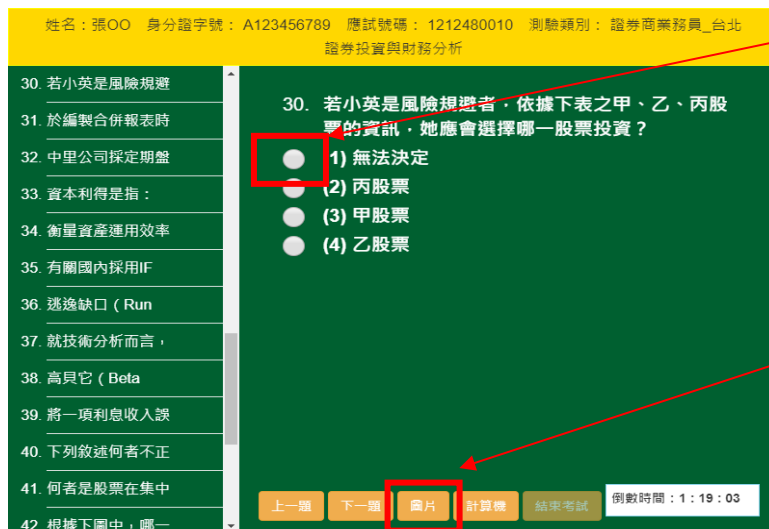 姓名：張OO 身分證字號： A123456789 應試號碼： 1212480010 測驗類別： 證券商業務員_台北
證券投資與財務分析
30. 若小英是風險規避
31. 於編製合併報表時
32. 中里公司採定期盤
33. 資本利得是指：
34. 衡量資產運用效率
35. 有關國內採用IF
36. 逃逸缺口（Run
37. 就技術分析而言，
38. 高貝它（Beta
39. 將一項利息收入誤
40. 下列敘述何者不正
41. 何者是股票在集中
42. 根據下圖中，哪一
30. 若小英是風險規避者，依據下表之甲、乙、丙股
票的資訊，她應會選擇哪一股票投資？
(1) 無法決定
(2) 丙股票
(3) 甲股票
(4) 乙股票
上一題 下一題 圖片 計算機 結束考試 倒數時間：1：19：03